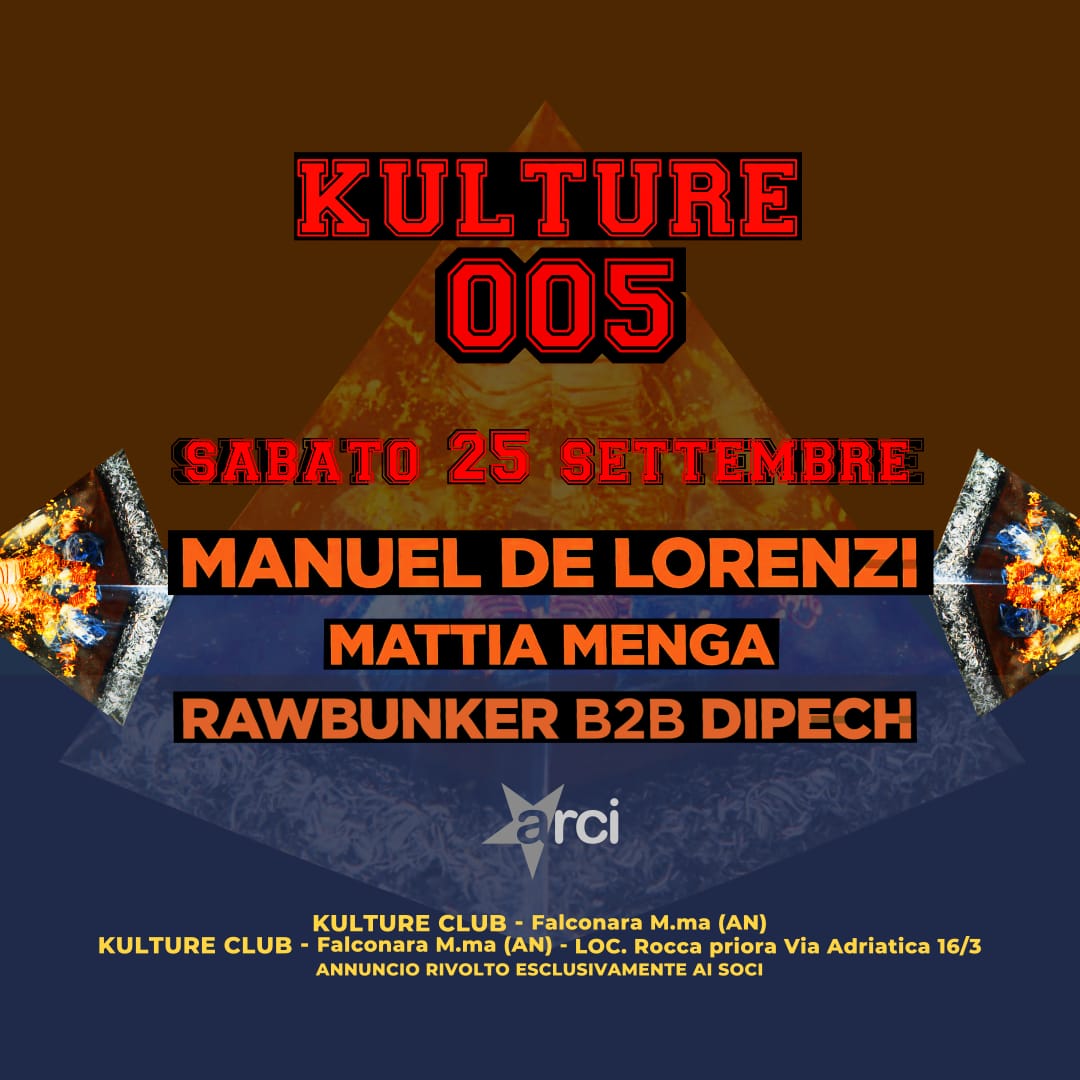 KULTURE
005
SABATO 25 SETTEMBRE
MANUEL DE LORENZI
MATTIA MENGA
RAWBUNKER B2B DIPECH
arci
KULTURE CLUB - Falconara M.ma (AN)
KULTURE CLUB - Falconara M.ma (AN) - LOC. Rocca priora Via Adriatica 16/3
ANNUNCIO RIVOLTO ESCLUSIVAMENTE AI SOCI